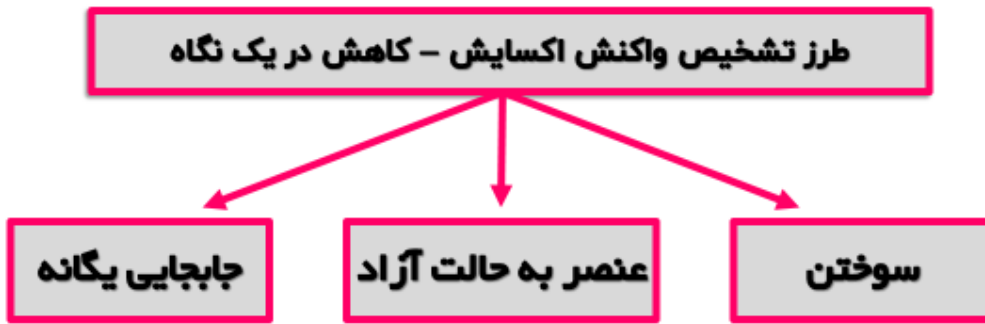 طرز تشخیص واکنش اکسایش – کاهش در یک نگاه
سوختن
عنصر به حالت آزاد
جابجایی یگانه